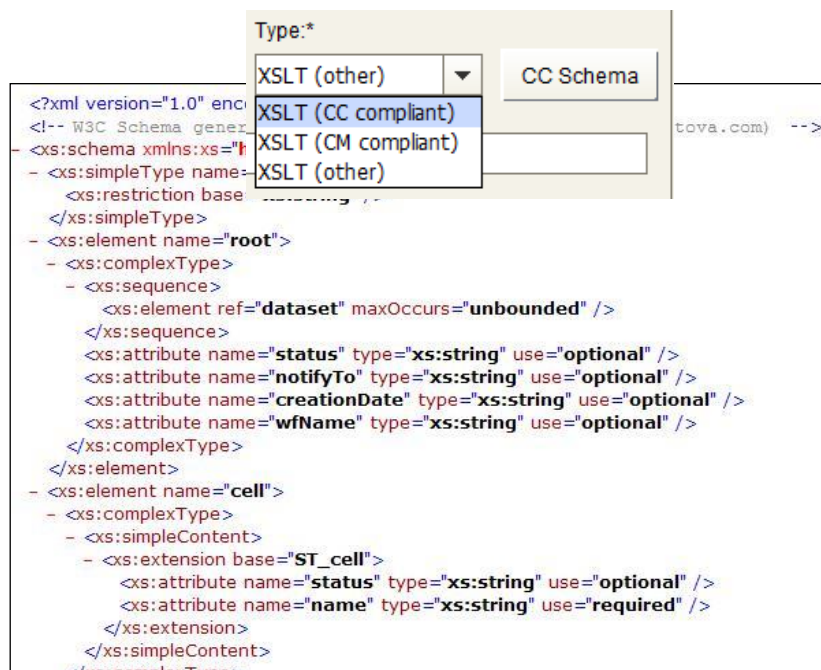 Type:*
XSLT (other)
CC Schema
XSLT (CC compliant)
XSLT (CM compliant)
XSLT (other)
<?xml version="1.0" enc
<!-- W3C Schema gener tova.com) -->
- <xs:schema xmlns:xs="h
- <xs:simpleType name=
<xs:restriction base
</xs:simpleType>
- <xs:element name="root">
- <xs:complexType>
- <xs:sequence>
<xs:element ref="dataset" maxOccurs="unbounded" />
</xs:sequence>
<xs:attribute name="status" type="xs:string" use="optional" />
<xs:attribute name="notifyTo" type="xs:string" use="optional" />
<xs:attribute name="creationDate" type="xs:string" use="optional" />
<xs:attribute name="wfName" type="xs:string" use="optional" />
</xs:complexType>
</xs:element>
- <xs:element name="cell">
- <xs:complexType>
- <xs:simpleContent>
- <xs:extension base="ST_cell">
<xs:attribute name="status" type="xs:string" use="optional" />
<xs:attribute name="name" type="xs:string" use="required" />
</xs:extension>
</xs:simpleContent>